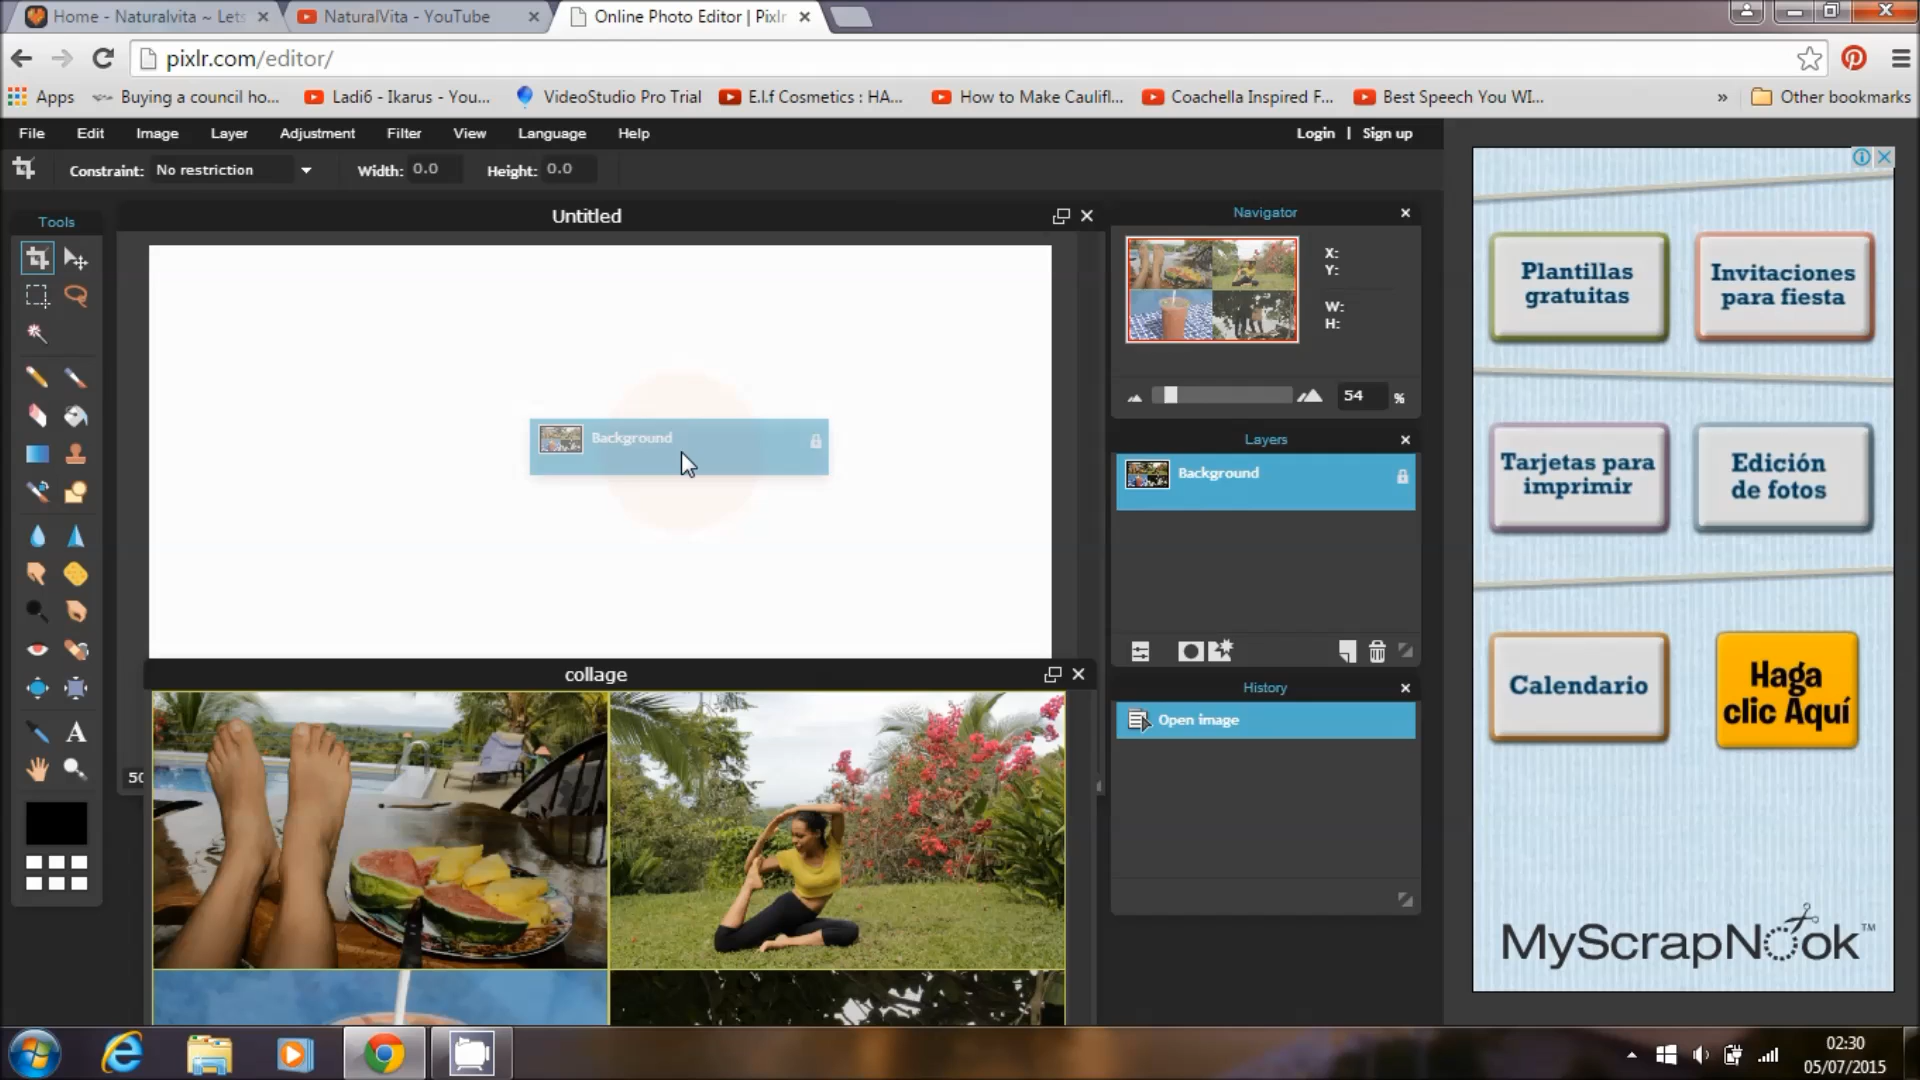 Home - Naturalvita ~ Lets
NaturalVita - YouTube
Online Photo Editor | Pixlr
pixlr.com/editor/
Apps
Buying a council ho...
Ladi6 - Ikarus - You...
VideoStudio Pro Trial
E.l.f Cosmetics : HA...
How to Make Caulifl...
Coachella Inspired F...
Best Speech You WI...
»
Other bookmarks
File
Edit
Image
Layer
Adjustment
Filter
View
Language
Help
Login | Sign up
Constraint: No restriction
Width: 0.0
Height: 0.0
Tools
Untitled
Background
50
collage
Navigator
X:
Y:
W:
H:
54 %
Layers
Background
History
Open image
Plantillas
gratuitas
Invitaciones
para fiesta
Tarjetas para
imprimir
Edición
de fotos
Calendario
Haga
clic Aquí
MyScrapNook™
02:30
05/07/2015